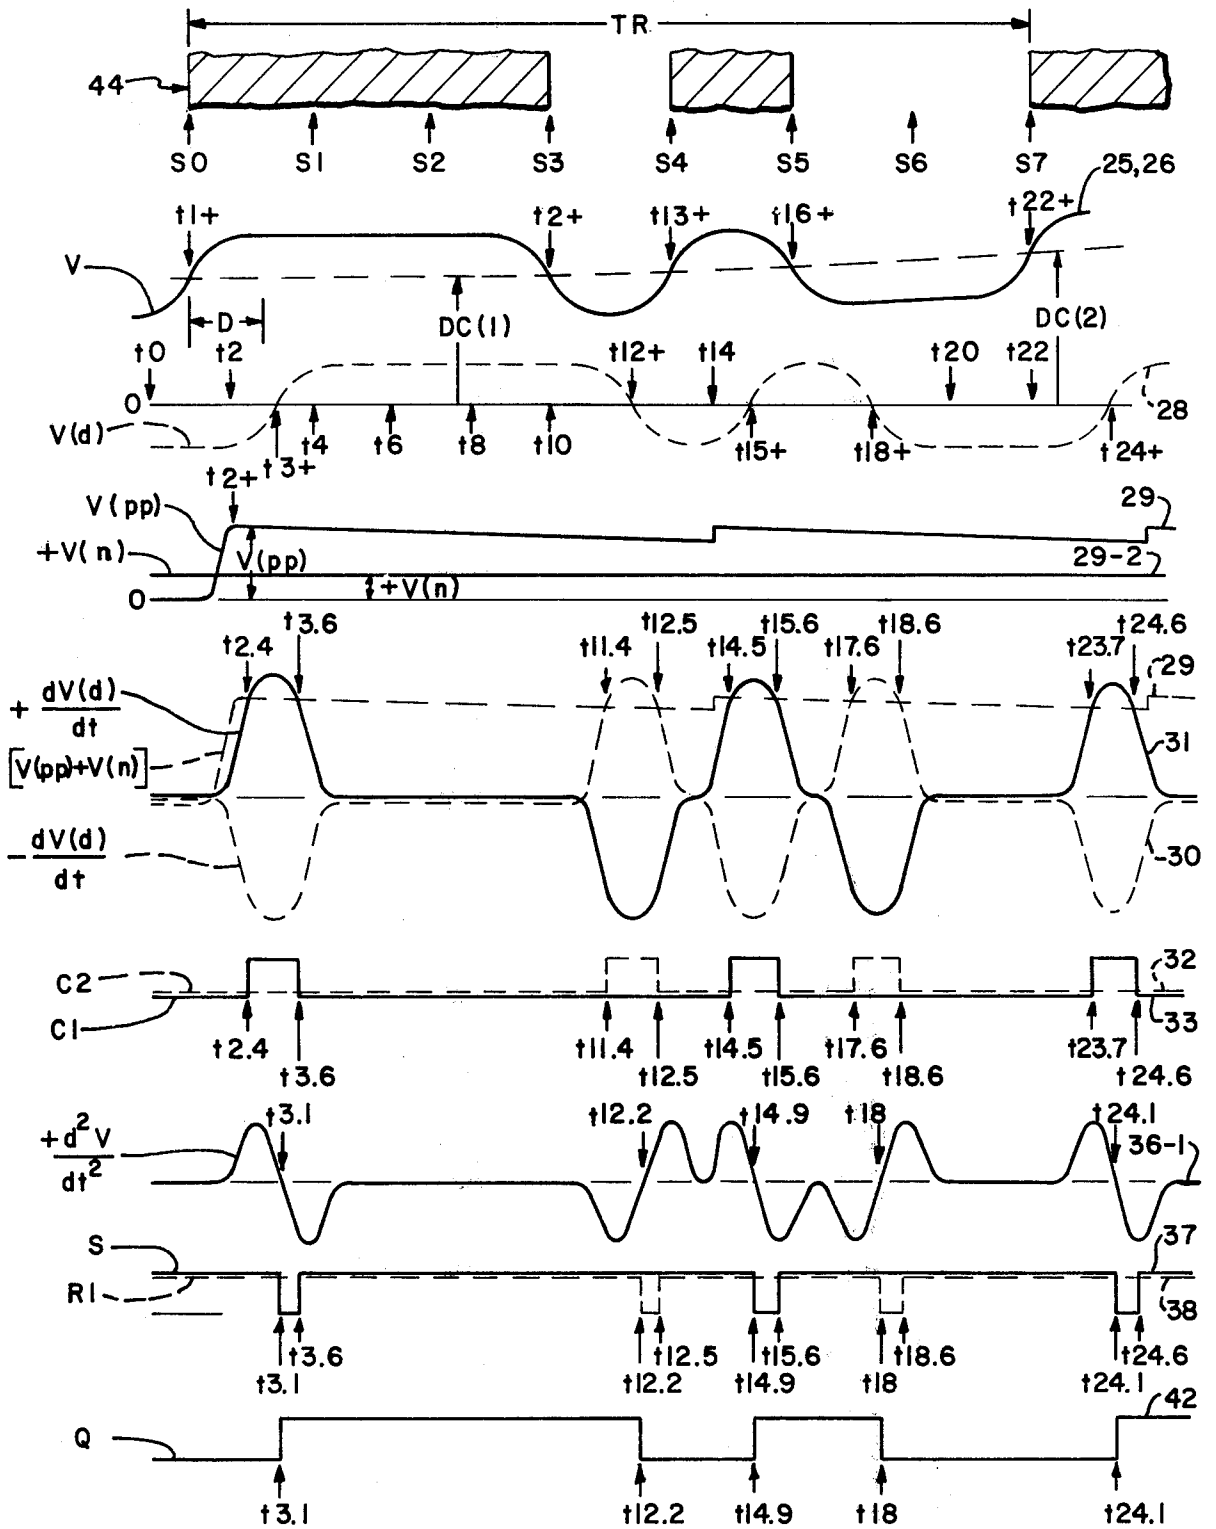 TR
44
S0 S1 S2 S3 S4 S5 S6 S7 25,26
t1+ t2+ t13+ t16+ t22+
V
D DC(1) DC(2)
t0 t2 t12+ t14 t20 t22
0
V(d) t3+ t4 t6 t8 t10 t15+ t18+ t24+ 28
t2+
V(pp) 29
+V(n) V(pp) 29-2
0 +V(n)
t3.6 t12.5 t15.6 t18.6 t24.6
t2.4 t11.4 t14.5 t17.6 t23.7 29
+ dV(d)
dt 31
[V(pp)+V(n)]
- dV(d)
dt 30
C2 32
C1 33
t2.4 t11.4 t14.5 t17.6 t23.7
t3.6 t12.5 t15.6 t18.6 t24.6
t3.1 t12.2 t14.9 t18 t24.1
+d²V
dt² 36-1
S 37
R1 38
t3.6 t12.5 t15.6 t18.6 t24.6
t3.1 t12.2 t14.9 t18 t24.1
42
Q
t3.1 t12.2 t14.9 t18 t24.1